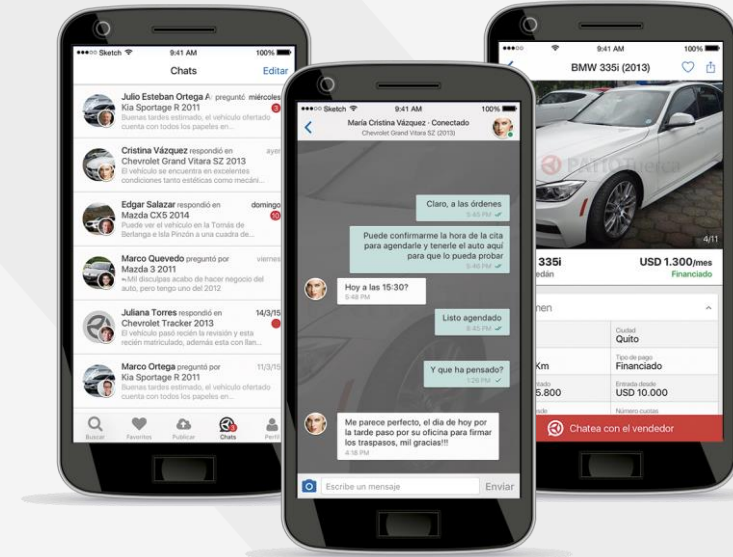 Sketch 9:41 AM 100%
Chats Editar
Julio Esteban Ortega A preguntó miércoles
Kia Sportage R 2011
3
Buenas tardes estimado, el vehículo ofertado
cuenta con todos los papeles en...
Cristina Vázquez respondió en ayer
Chevrolet Grand Vitara SZ 2013
El vehículo se encuentra en excelentes
condiciones tanto estéticas como mecáni...
Edgar Salazar respondió en domingo
Mazda CX5 2014
10
Puede ver el vehículo en la Tomás de
Berlanga e Isla Pinzón a una cuadra de...
Marco Quevedo preguntó por viernes
Mazda 3 2011
Mil disculpas acabo de hacer negocio del
auto, pero tengo uno del 2012
Juliana Torres respondió en 14/3/15
Chevrolet Tracker 2013
El vehículo pasó recién la revisión y esta
recién matriculado, además esta con llan...
Marco Ortega preguntó por 11/3/15
Kia Sportage R 2011
Buenas tardes estimado, el vehículo ofertado
cuenta con todos los papeles en...
Buscar Favoritos Publicar Chats Perfil
Sketch 9:41 AM 100%
María Cristina Vázquez · Conectado
Chevrolet Grand Vitara SZ (2013)
Claro, a las órdenes
5:45 PM
Puede confirmarme la hora de la cita
para agendarle y tenerle el auto aquí
para que lo pueda probar
5:46 PM
Hoy a las 15:30?
5:48 PM
Listo agendado
8:45 PM
Y que ha pensado?
1:26 PM
Me parece perfecto, el dia de hoy por
la tarde paso por su oficina para firmar
los traspasos, mil gracias!!!
4:18 PM
Escribe un mensaje Enviar
9:41 AM 100%
BMW 335i (2013)
PATIOTuerca
4/11
335i USD 1.300/mes
edán Financiado
men
Ciudad
Quito
Km
Tipo de pago
Financiado
5.800
Entrada desde
USD 10.000
Número cuotas
Chatea con el vendedor